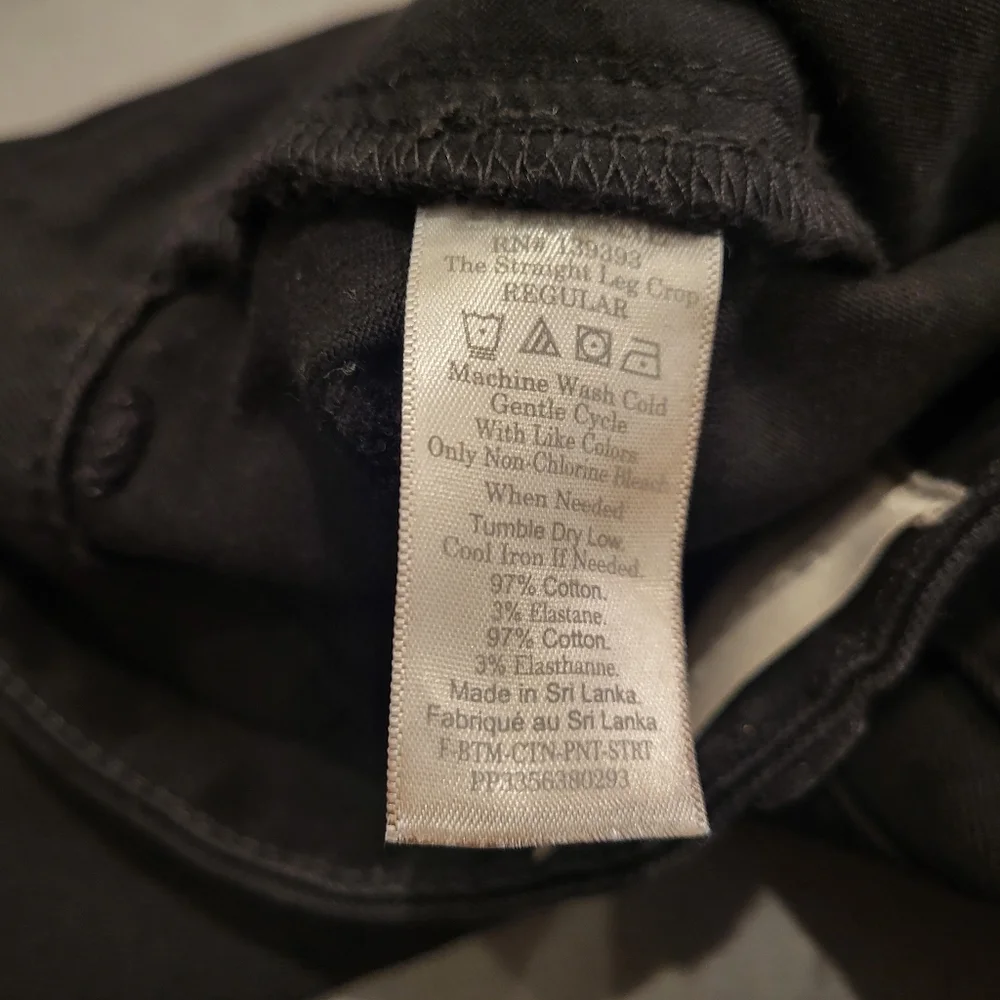 RN# 139393
The Straight Leg Crop
REGULAR
Machine Wash Cold
Gentle Cycle
With Like Colors
Only Non-Chlorine Bleach
When Needed
Tumble Dry Low.
Cool Iron If Needed.
97% Cotton.
3% Elastane.
97% Cotton.
3% Elasthanne.
Made in Sri Lanka.
Fabriqué au Sri Lanka
F-BTM-CTN-PNT-STRT
PP3356380293